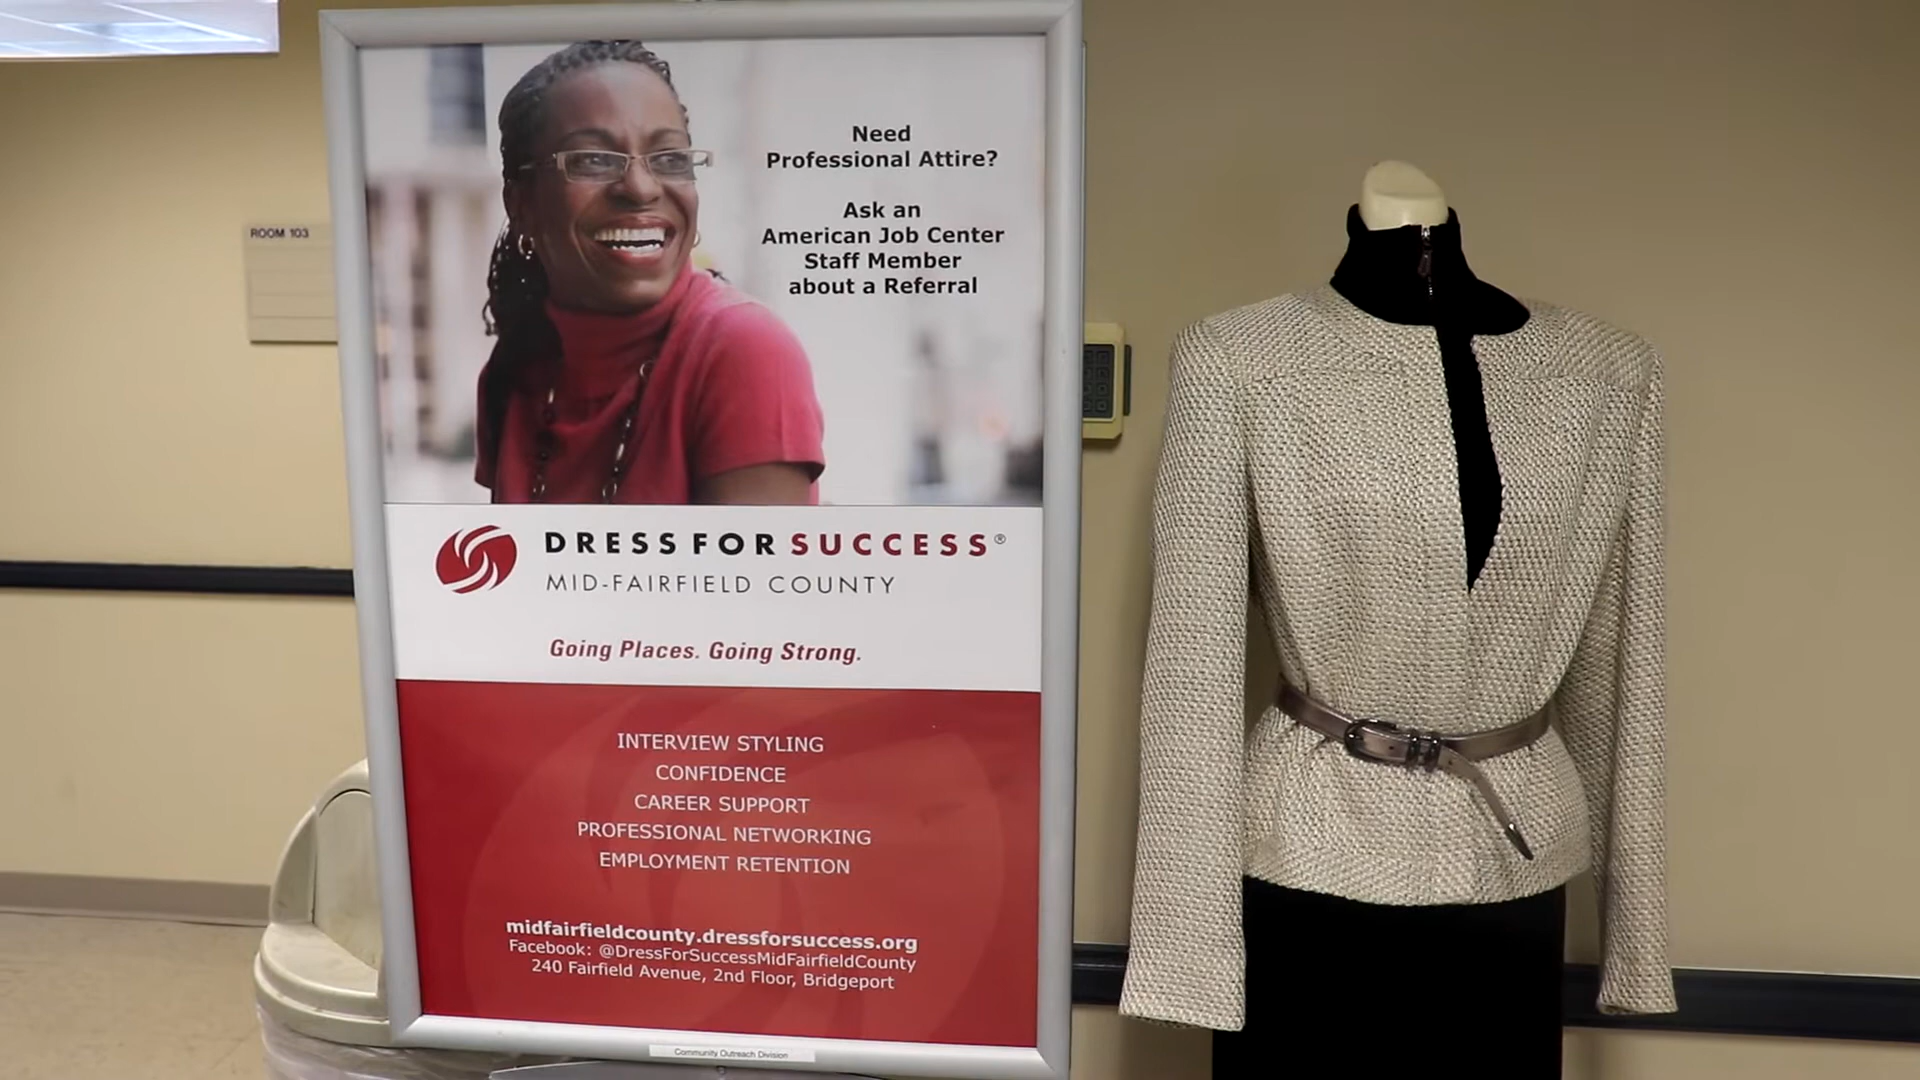 ROOM 103
Need
Professional Attire?
Ask an
American Job Center
Staff Member
about a Referral
DRESS FOR SUCCESS®
MID-FAIRFIELD COUNTY
Going Places. Going Strong.
INTERVIEW STYLING
CONFIDENCE
CAREER SUPPORT
PROFESSIONAL NETWORKING
EMPLOYMENT RETENTION
midfairfieldcounty.dressforsuccess.org
Facebook: @DressForSuccessMidFairfieldCounty
240 Fairfield Avenue, 2nd Floor, Bridgeport
Community Outreach Division